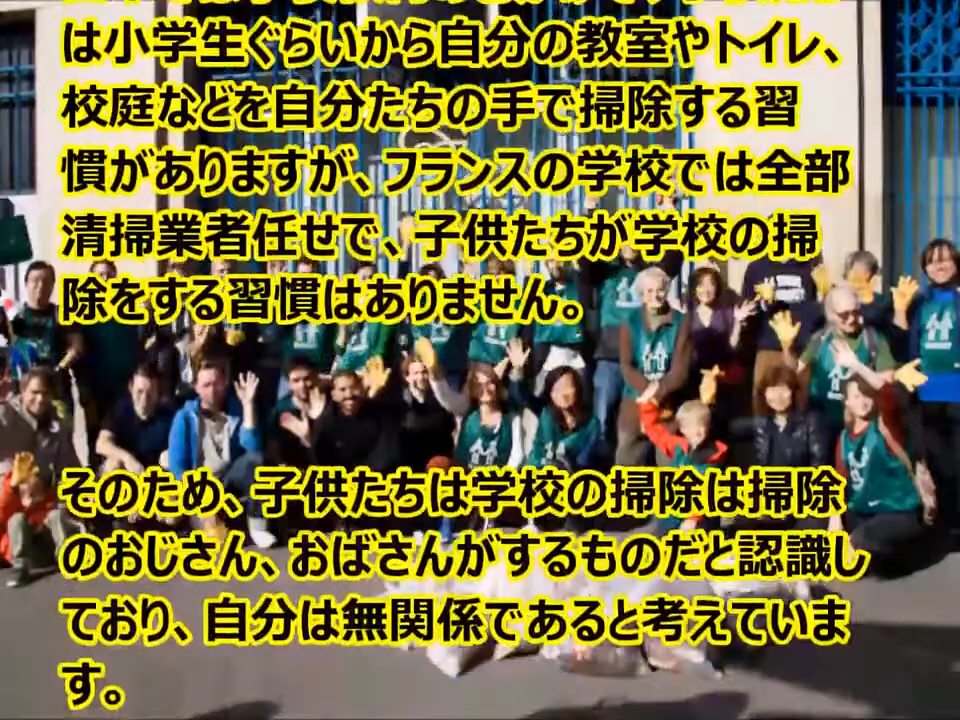 は小学生ぐらいから自分の教室やトイレ、
校庭などを自分たちの手で掃除する習
慣がありますが、フランスの学校では全部
清掃業者任せで、子供たちが学校の掃
除をする習慣はありません。
そのため、子供たちは学校の掃除は掃除
のおじさん、おばさんがするものだと認識し
ており、自分は無関係であると考えていま
す。